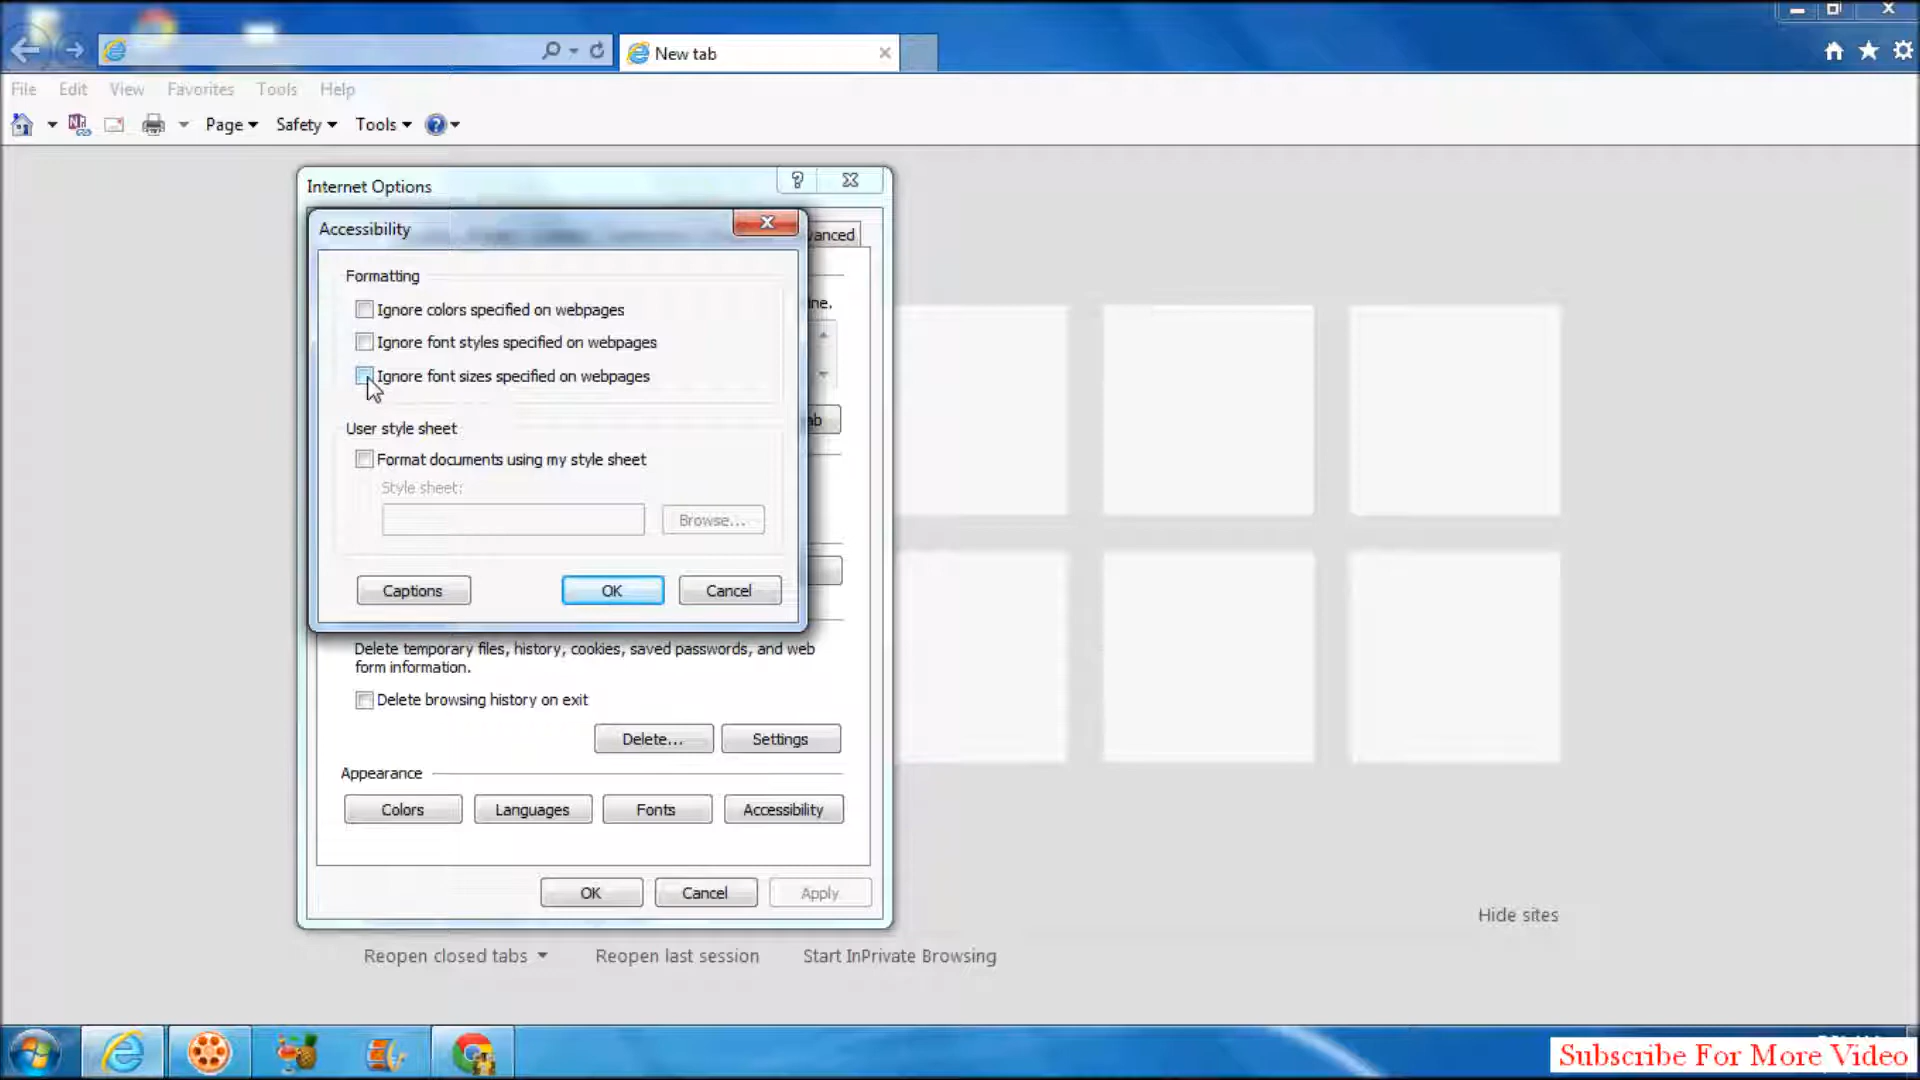 New tab
File Edit View Favorites Tools Help
Page Safety Tools
Internet Options
Accessibility
Formatting
Ignore colors specified on webpages
Ignore font styles specified on webpages
Ignore font sizes specified on webpages
User style sheet
Format documents using my style sheet
Style sheet:
Browse...
Captions OK Cancel
vanced
ine.
ab
Delete temporary files, history, cookies, saved passwords, and web
form information.
Delete browsing history on exit
Delete... Settings
Appearance
Colors Languages Fonts Accessibility
OK Cancel Apply
Hide sites
Reopen closed tabs Reopen last session Start InPrivate Browsing
Subscribe For More Video